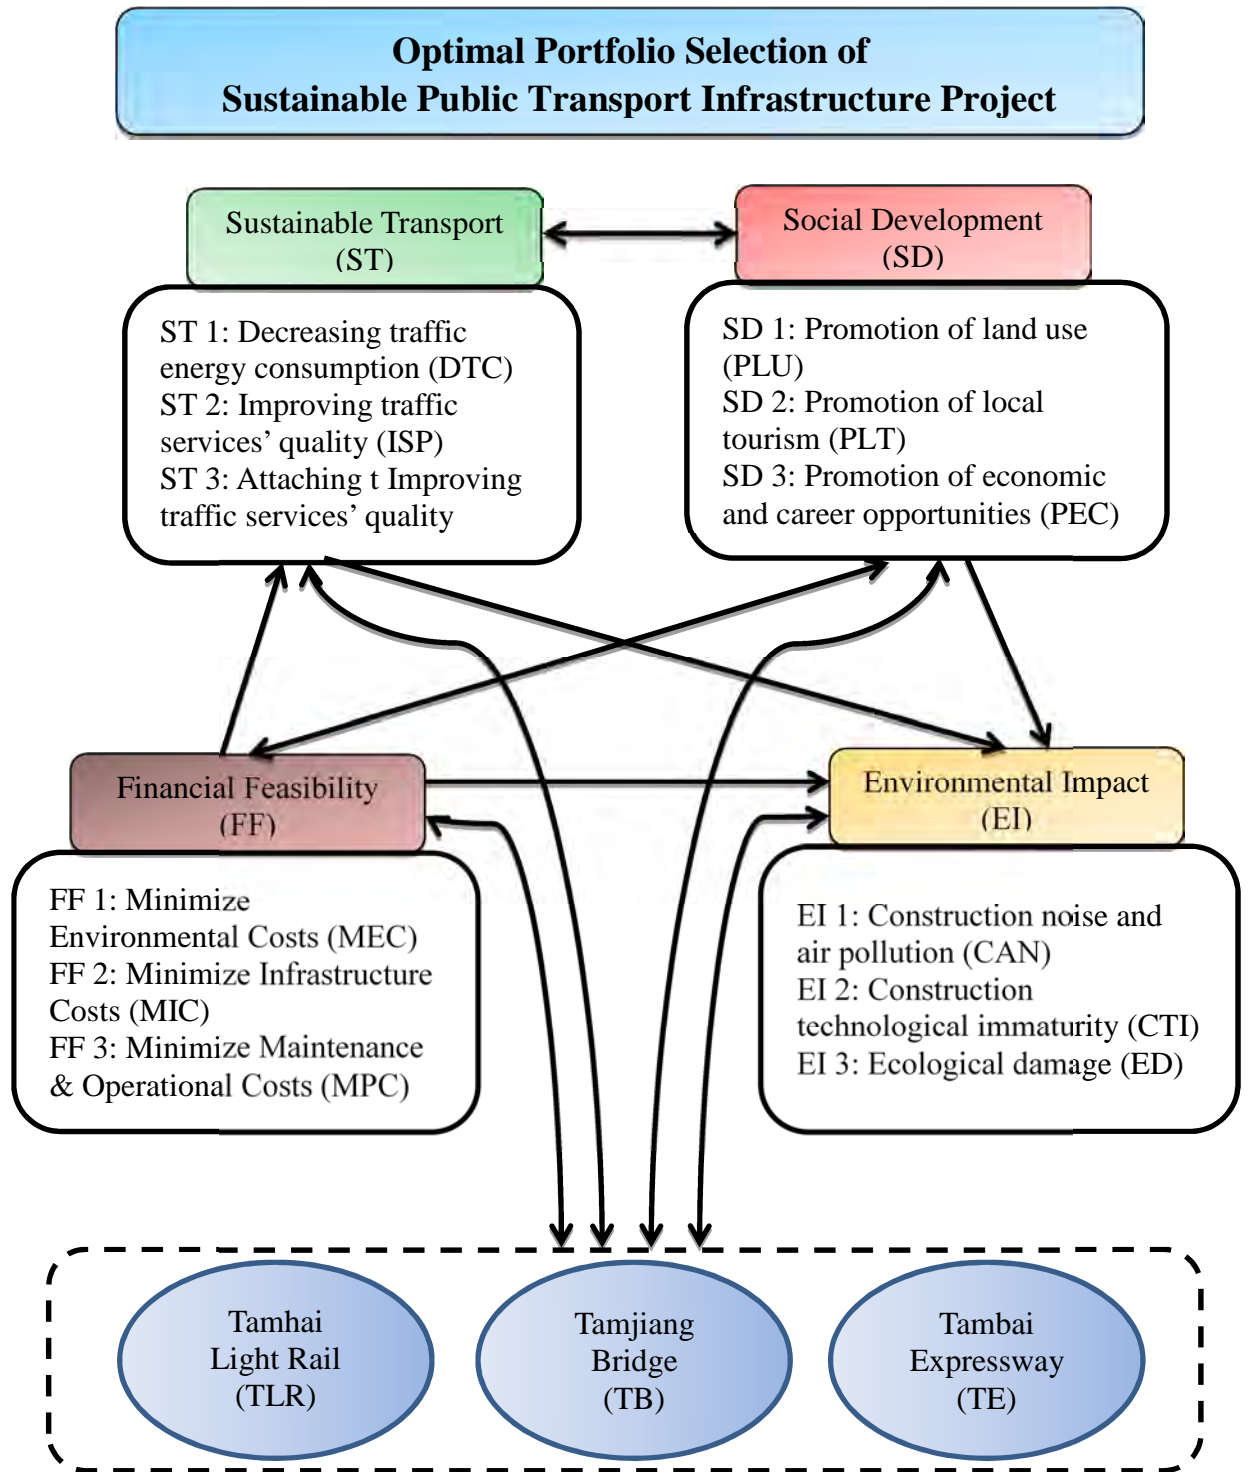 Optimal Portfolio Selection of
Sustainable Public Transport Infrastructure Project
Sustainable Transport
(ST)
ST 1: Decreasing traffic
energy consumption (DTC)
ST 2: Improving traffic
services’ quality (ISP)
ST 3: Attaching t Improving
traffic services’ quality
Social Development
(SD)
SD 1: Promotion of land use
(PLU)
SD 2: Promotion of local
tourism (PLT)
SD 3: Promotion of economic
and career opportunities (PEC)
Financial Feasibility
(FF)
FF 1: Minimize
Environmental Costs (MEC)
FF 2: Minimize Infrastructure
Costs (MIC)
FF 3: Minimize Maintenance
& Operational Costs (MPC)
Environmental Impact
(EI)
EI 1: Construction noise and
air pollution (CAN)
EI 2: Construction
technological immaturity (CTI)
EI 3: Ecological damage (ED)
Tamhai
Light Rail
(TLR)
Tamjiang
Bridge
(TB)
Tambai
Expressway
(TE)